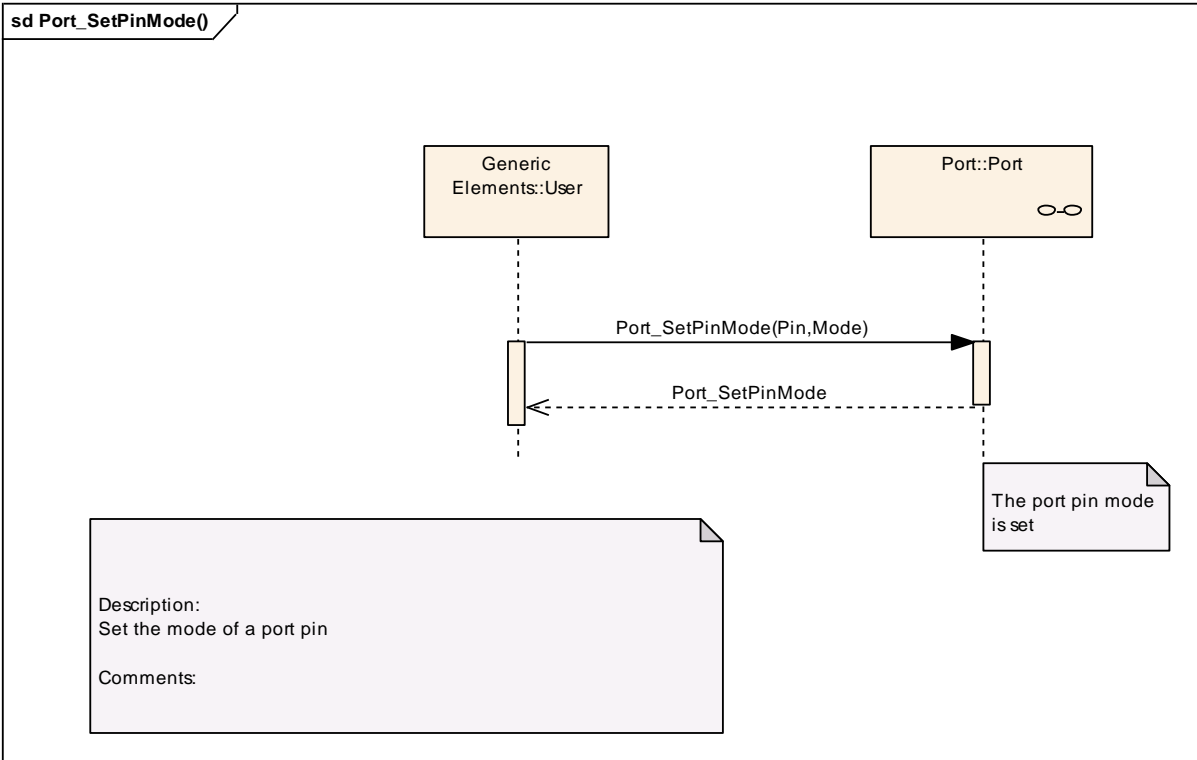 sd Port_SetPinMode()
Generic
Elements::User
Port::Port
Port_SetPinMode(Pin,Mode)
Port_SetPinMode
The port pin mode
is set
Description:
Set the mode of a port pin
Comments: